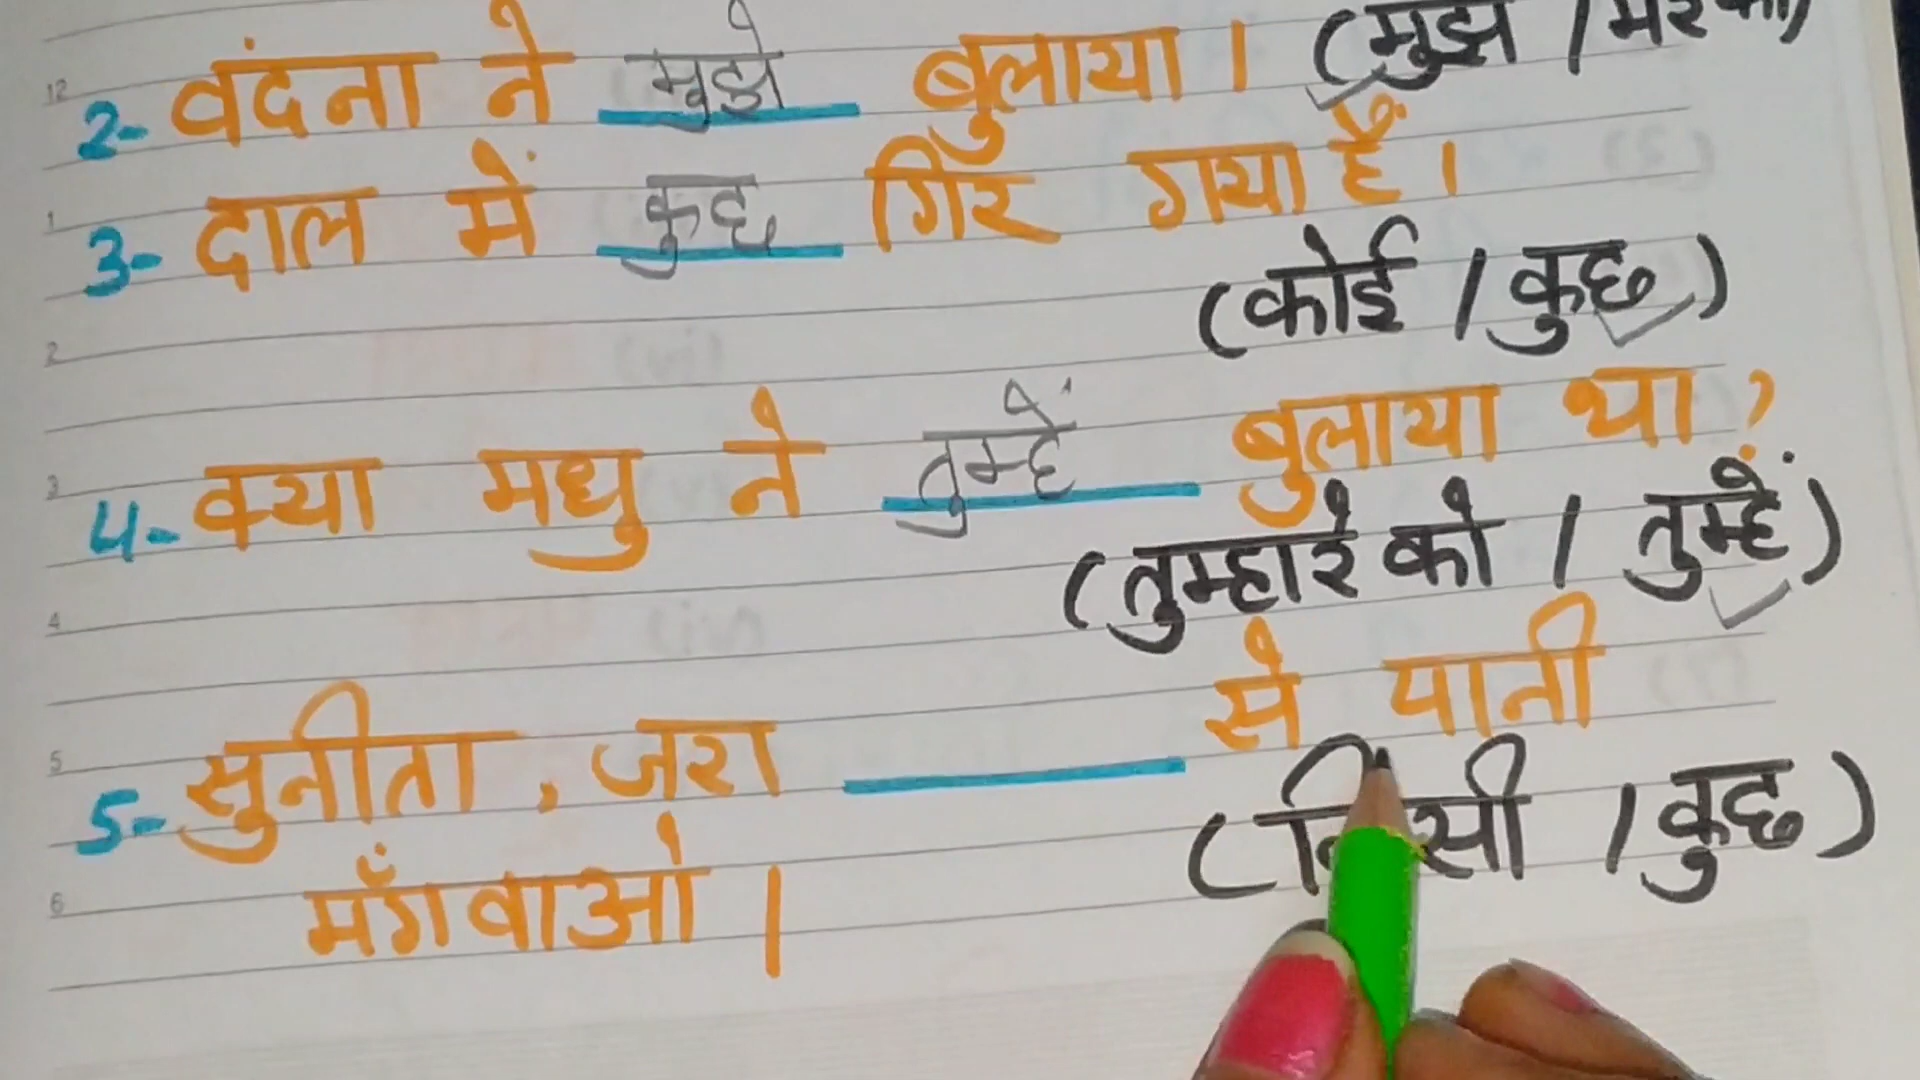 2- वंदना ने मुझे बुलाया। (मुझे / मेरे को)
3- दाल में कुछ गिर गया है।
(कोई / कुछ)
4- क्या मधु ने तुम्हें बुलाया था?
(तुम्हारे को / तुम्हें)
5- सुनीता, जरा ______ से पानी
(किसी / कुछ)
मँगवाओ।